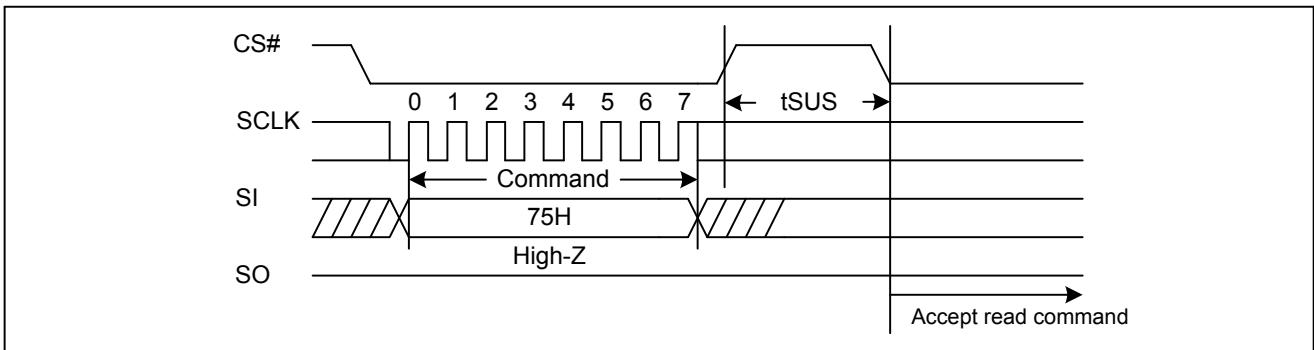 CS#
tSUS
0 1 2 3 4 5 6 7
SCLK
Command
SI
75H
High-Z
SO
Accept read command